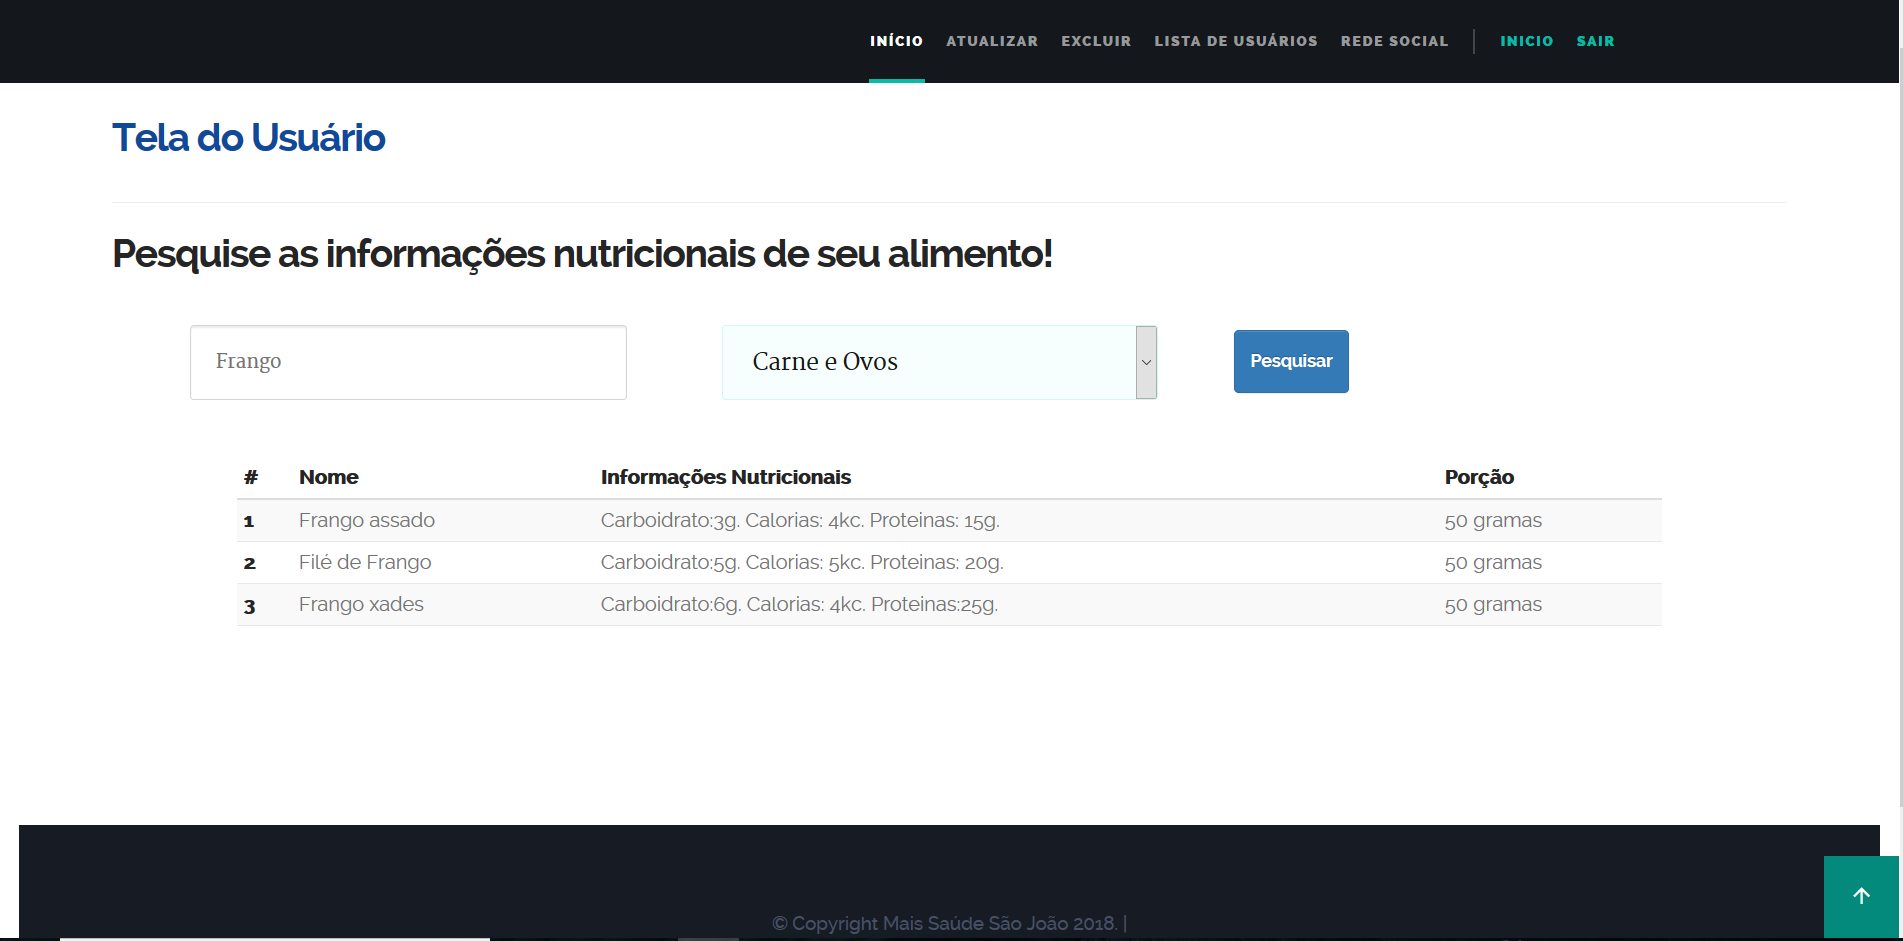 INÍCIO ATUALIZAR EXCLUIR LISTA DE USUÁRIOS REDE SOCIAL INICIO SAIR
Tela do Usuário
Pesquise as informações nutricionais de seu alimento!
Frango Carne e Ovos Pesquisar
# Nome Informações Nutricionais Porção
1 Frango assado Carboidrato:3g. Calorias: 4kc. Proteinas: 15g. 50 gramas
2 Filé de Frango Carboidrato:5g. Calorias: 5kc. Proteinas: 20g. 50 gramas
3 Frango xades Carboidrato:6g. Calorias: 4kc. Proteinas:25g. 50 gramas
© Copyright Mais Saúde São João 2018. |